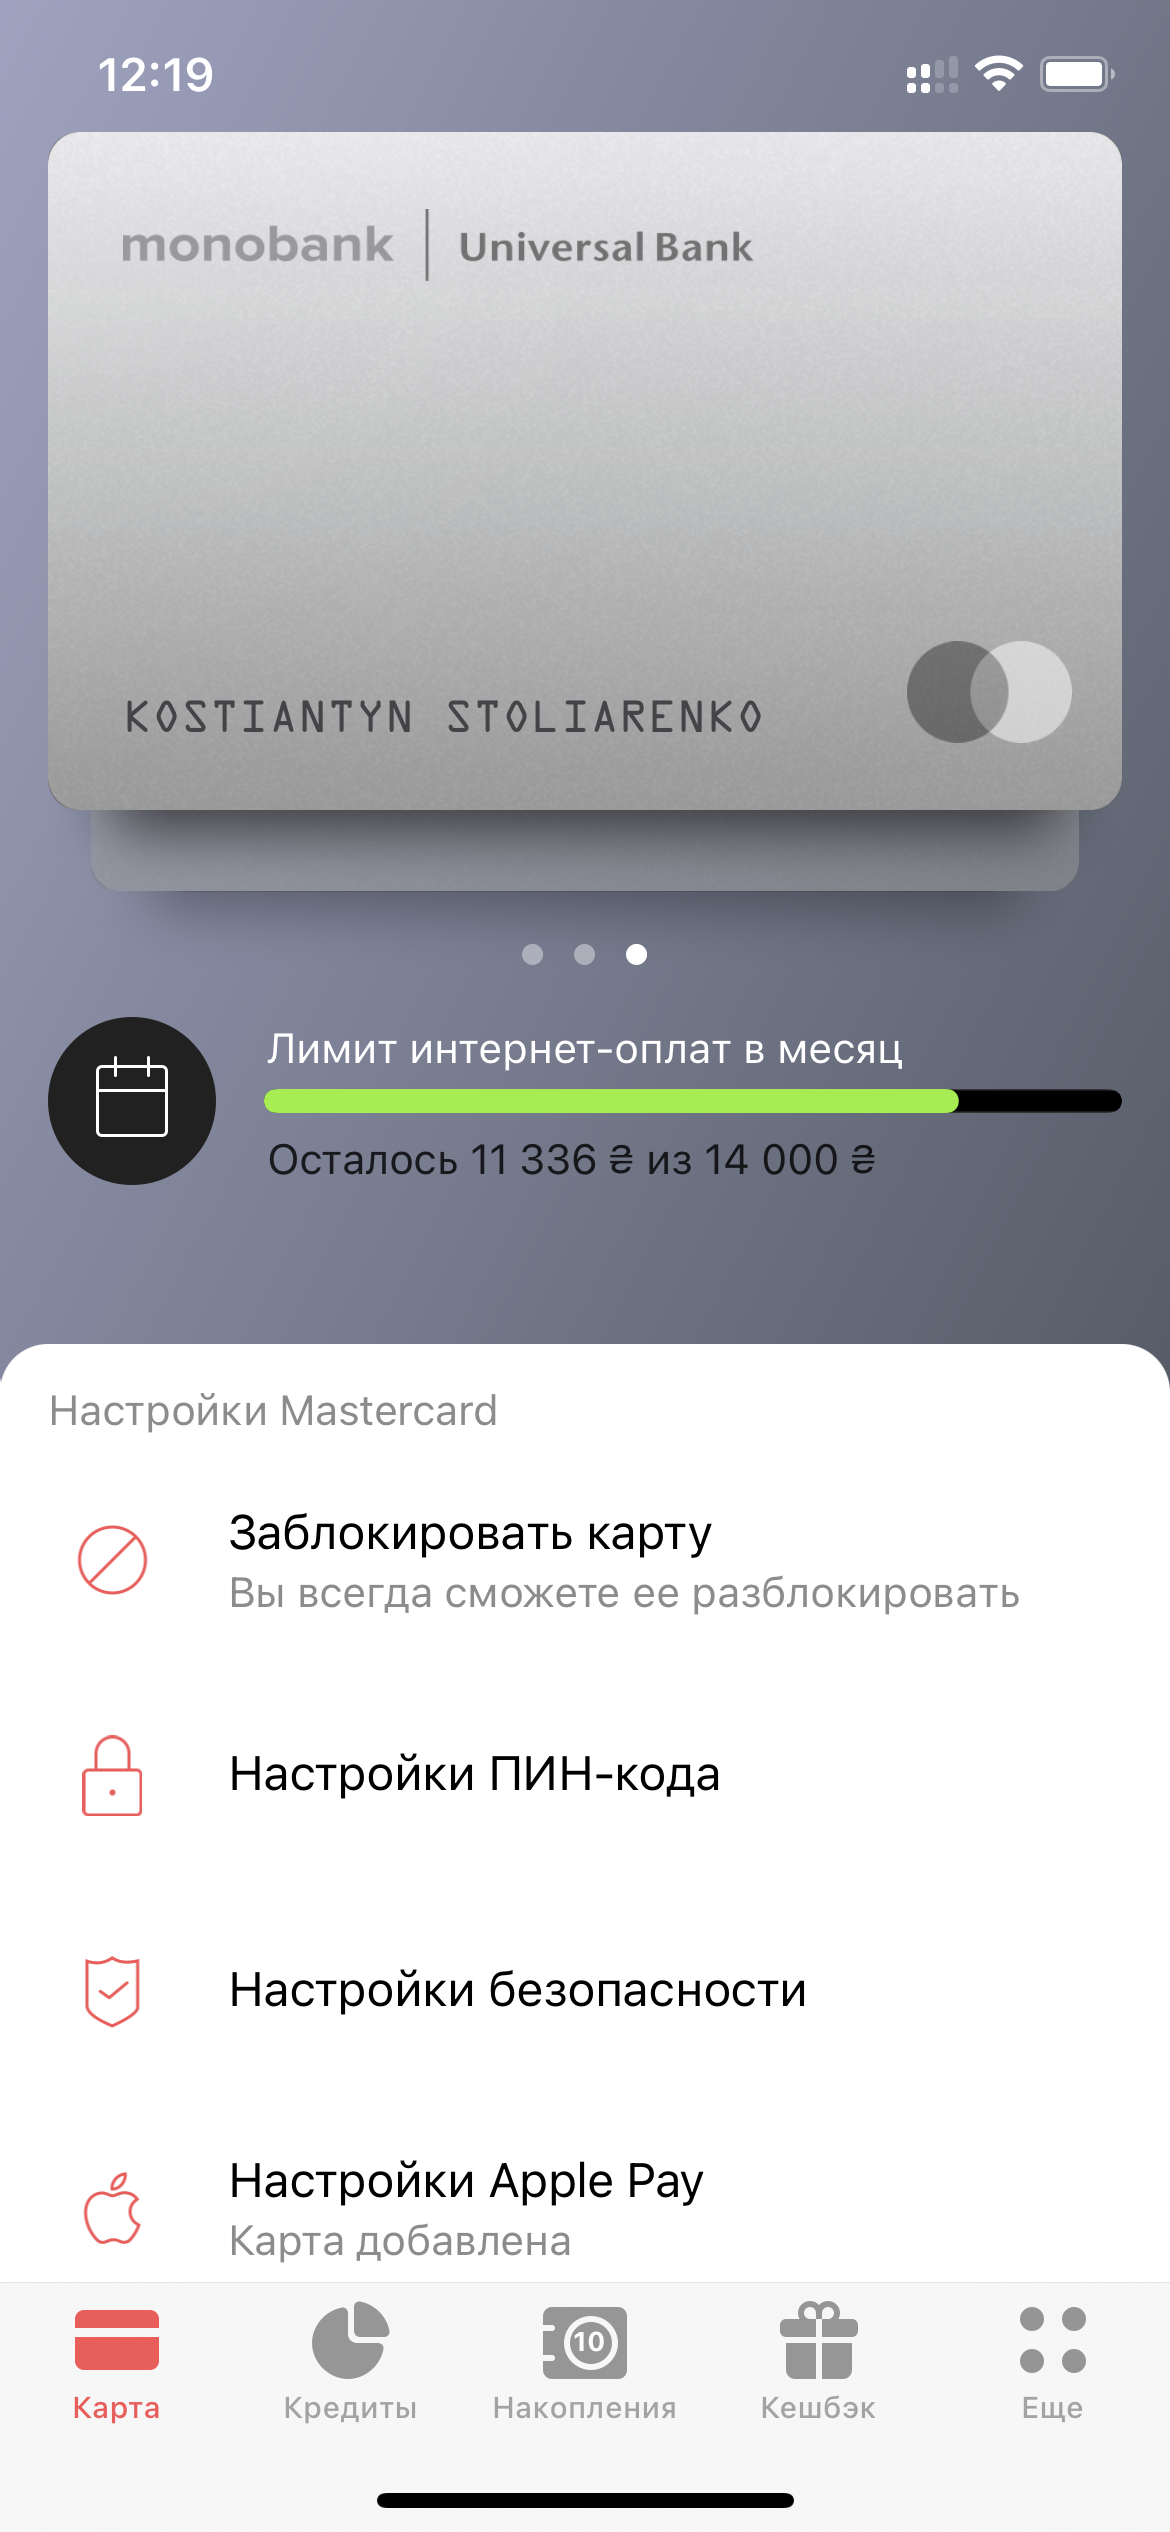 12:19
monobank | Universal Bank
KOSTIANTYN STOLIARENKO
Лимит интернет-оплат в месяц
Осталось 11 336 ₴ из 14 000 ₴
Настройки Mastercard
Заблокировать карту
Вы всегда сможете ее разблокировать
Настройки ПИН-кода
Настройки безопасности
Настройки Apple Pay
Карта добавлена
10
Карта Кредиты Накопления Кешбэк Еще